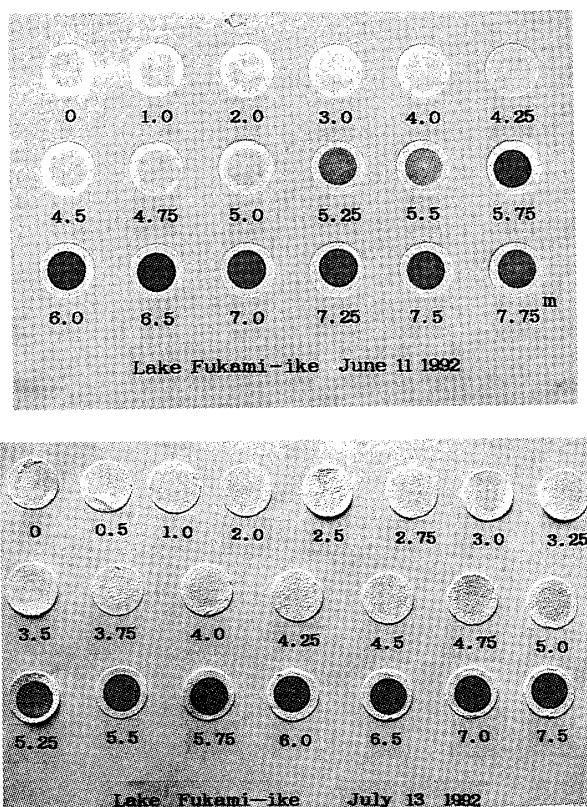 0 1.0 2.0 3.0 4.0 4.25
4.5 4.75 5.0 5.25 5.5 5.75
6.0 6.5 7.0 7.25 7.5 7.75 m
Lake Fukami-ike June 11 1992
0 0.5 1.0 2.0 2.5 2.75 3.0 3.25
3.5 3.75 4.0 4.25 4.5 4.75 5.0
5.25 5.5 5.75 6.0 6.5 7.0 7.5
Lake Fukami-ike July 13 1992